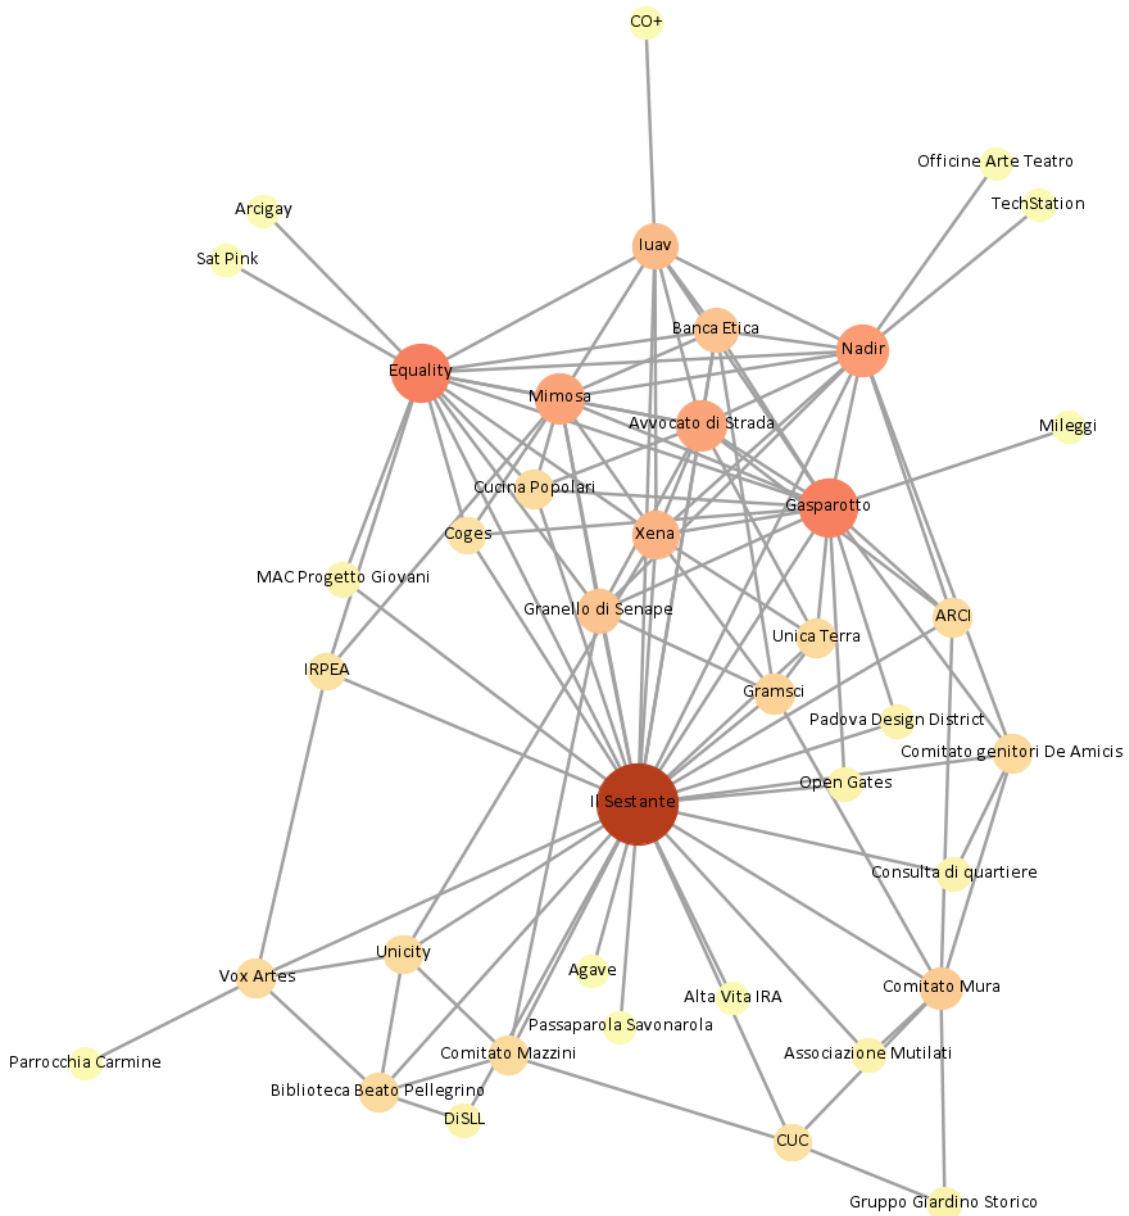 CO+
Officine Arte Teatro
TechStation
Arcigay
Sat Pink
Iuav
Banca Etica
Nadir
Equality
Mimosa
Avvocato di Strada
Mileggi
Cucina Popolari
Gasparotto
Coges
Xena
MAC Progetto Giovani
Granello di Senape
ARCI
Unica Terra
IRPEA
Gramsci
Padova Design District
Comitato genitori De Amicis
Open Gates
Il Sestante
Consulta di quartiere
Unicity
Vox Artes
Agave
Comitato Mura
Alta Vita IRA
Passaparola Savonarola
Comitato Mazzini
Associazione Mutilati
Parrocchia Carmine
Biblioteca Beato Pellegrino
DiSLL
CUC
Gruppo Giardino Storico